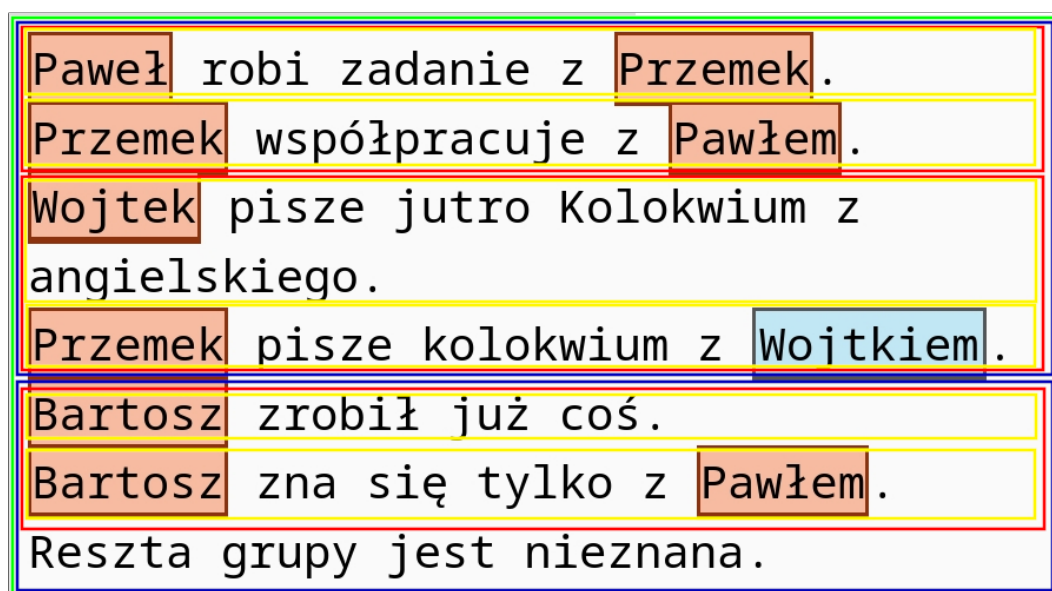 Paweł robi zadanie z Przemek.
Przemek współpracuje z Pawłem.
Wojtek pisze jutro Kolokwium z
angielskiego.
Przemek pisze kolokwium z Wojtkiem.
Bartosz zrobił już coś.
Bartosz zna się tylko z Pawłem.
Reszta grupy jest nieznana.